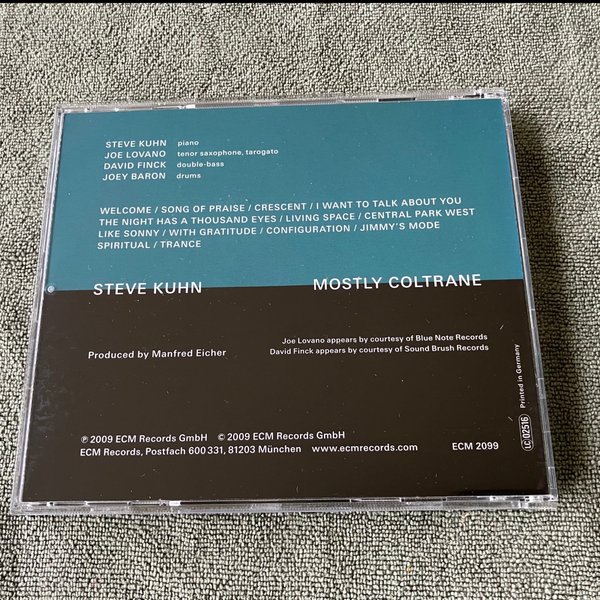 STEVE KUHN piano
JOE LOVANO tenor saxophone, tarogato
DAVID FINCK double-bass
JOEY BARON drums
WELCOME / SONG OF PRAISE / CRESCENT / I WANT TO TALK ABOUT YOU
THE NIGHT HAS A THOUSAND EYES / LIVING SPACE / CENTRAL PARK WEST
LIKE SONNY / WITH GRATITUDE / CONFIGURATION / JIMMY'S MODE
SPIRITUAL / TRANCE
STEVE KUHN MOSTLY COLTRANE
Produced by Manfred Eicher
Joe Lovano appears by courtesy of Blue Note Records
David Finck appears by courtesy of Sound Brush Records
℗ 2009 ECM Records GmbH © 2009 ECM Records GmbH
ECM Records, Postfach 600 331, 81203 München www.ecmrecords.com ECM 2099
LC 02516 Printed in Germany